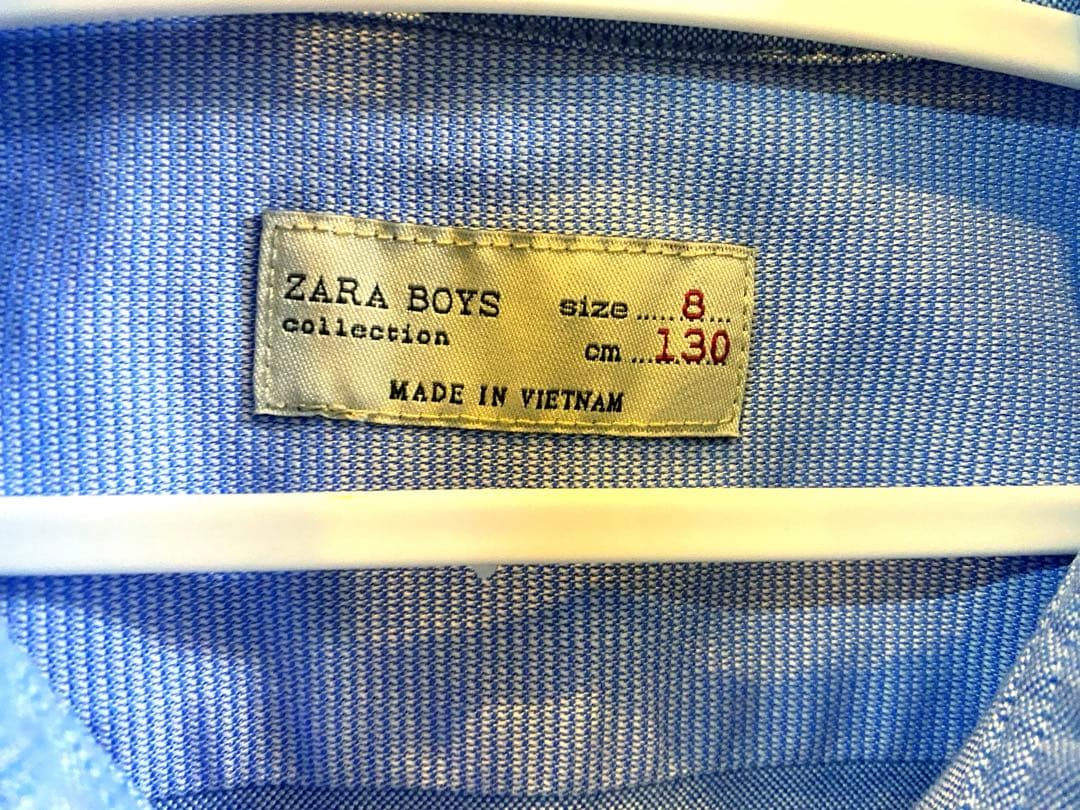 ZARA BOYS size.....8...
collection cm...130
MADE IN VIETNAM